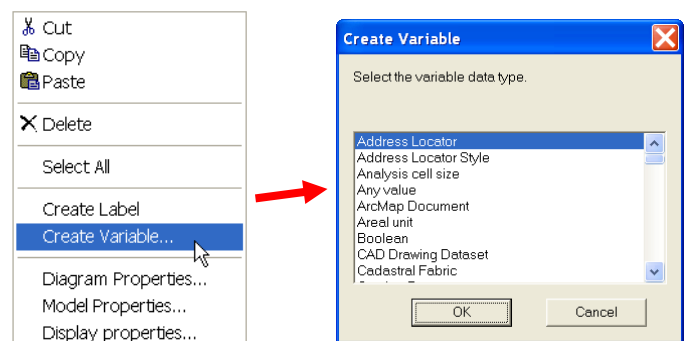 Cut
Copy
Paste
Delete
Select All
Create Label
Create Variable...
Diagram Properties...
Model Properties...
Display properties...
Create Variable
Select the variable data type.
Address Locator
Address Locator Style
Analysis cell size
Any value
ArcMap Document
Areal unit
Boolean
CAD Drawing Dataset
Cadastral Fabric
OK Cancel